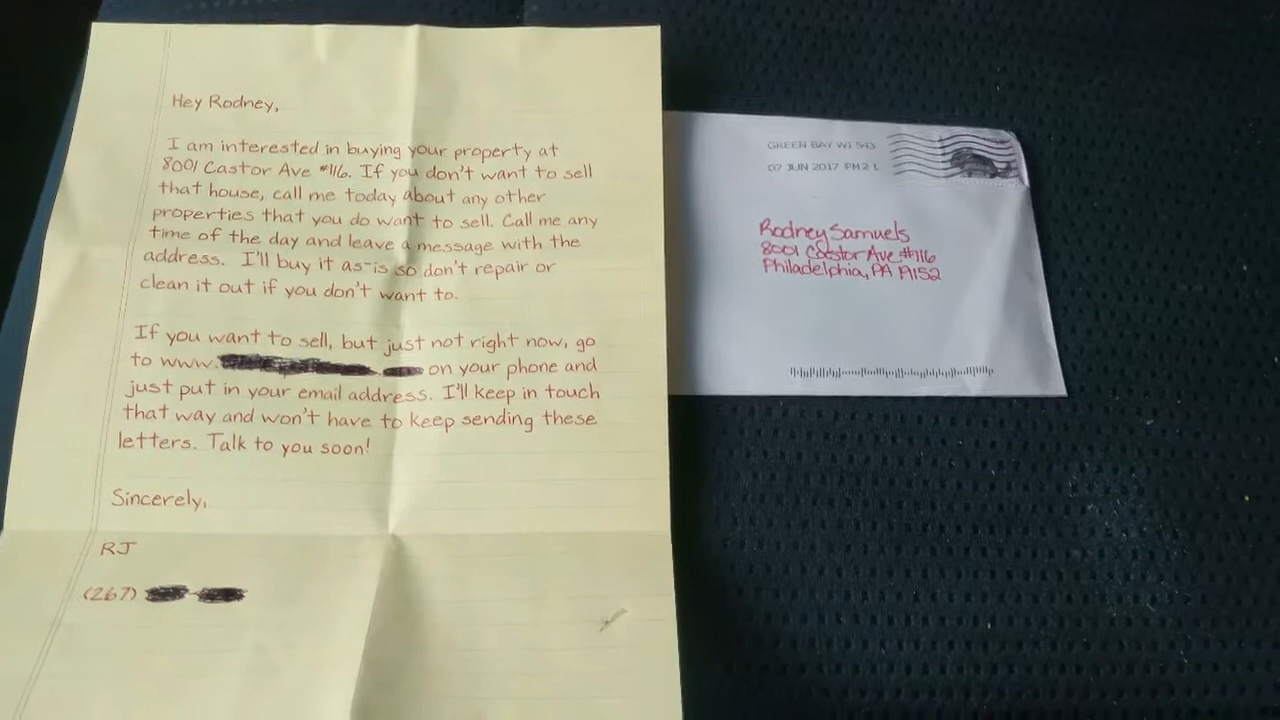 Hey Rodney,
I am interested in buying your property at
8001 Castor Ave #116. If you don't want to sell
that house, call me today about any other
properties that you do want to sell. Call me any
time of the day and leave a message with the
address. I'll buy it as-is so don't repair or
clean it out if you don't want to.
If you want to sell, but just not right now, go
to www. on your phone and
just put in your email address. I'll keep in touch
that way and won't have to keep sending these
letters. Talk to you soon!
Sincerely,
RJ
(267) -
GREEN BAY WI 543
07 JUN 2017 PM 2 L
Rodney Samuels
8001 Castor Ave #116
Philadelphia, PA 19152